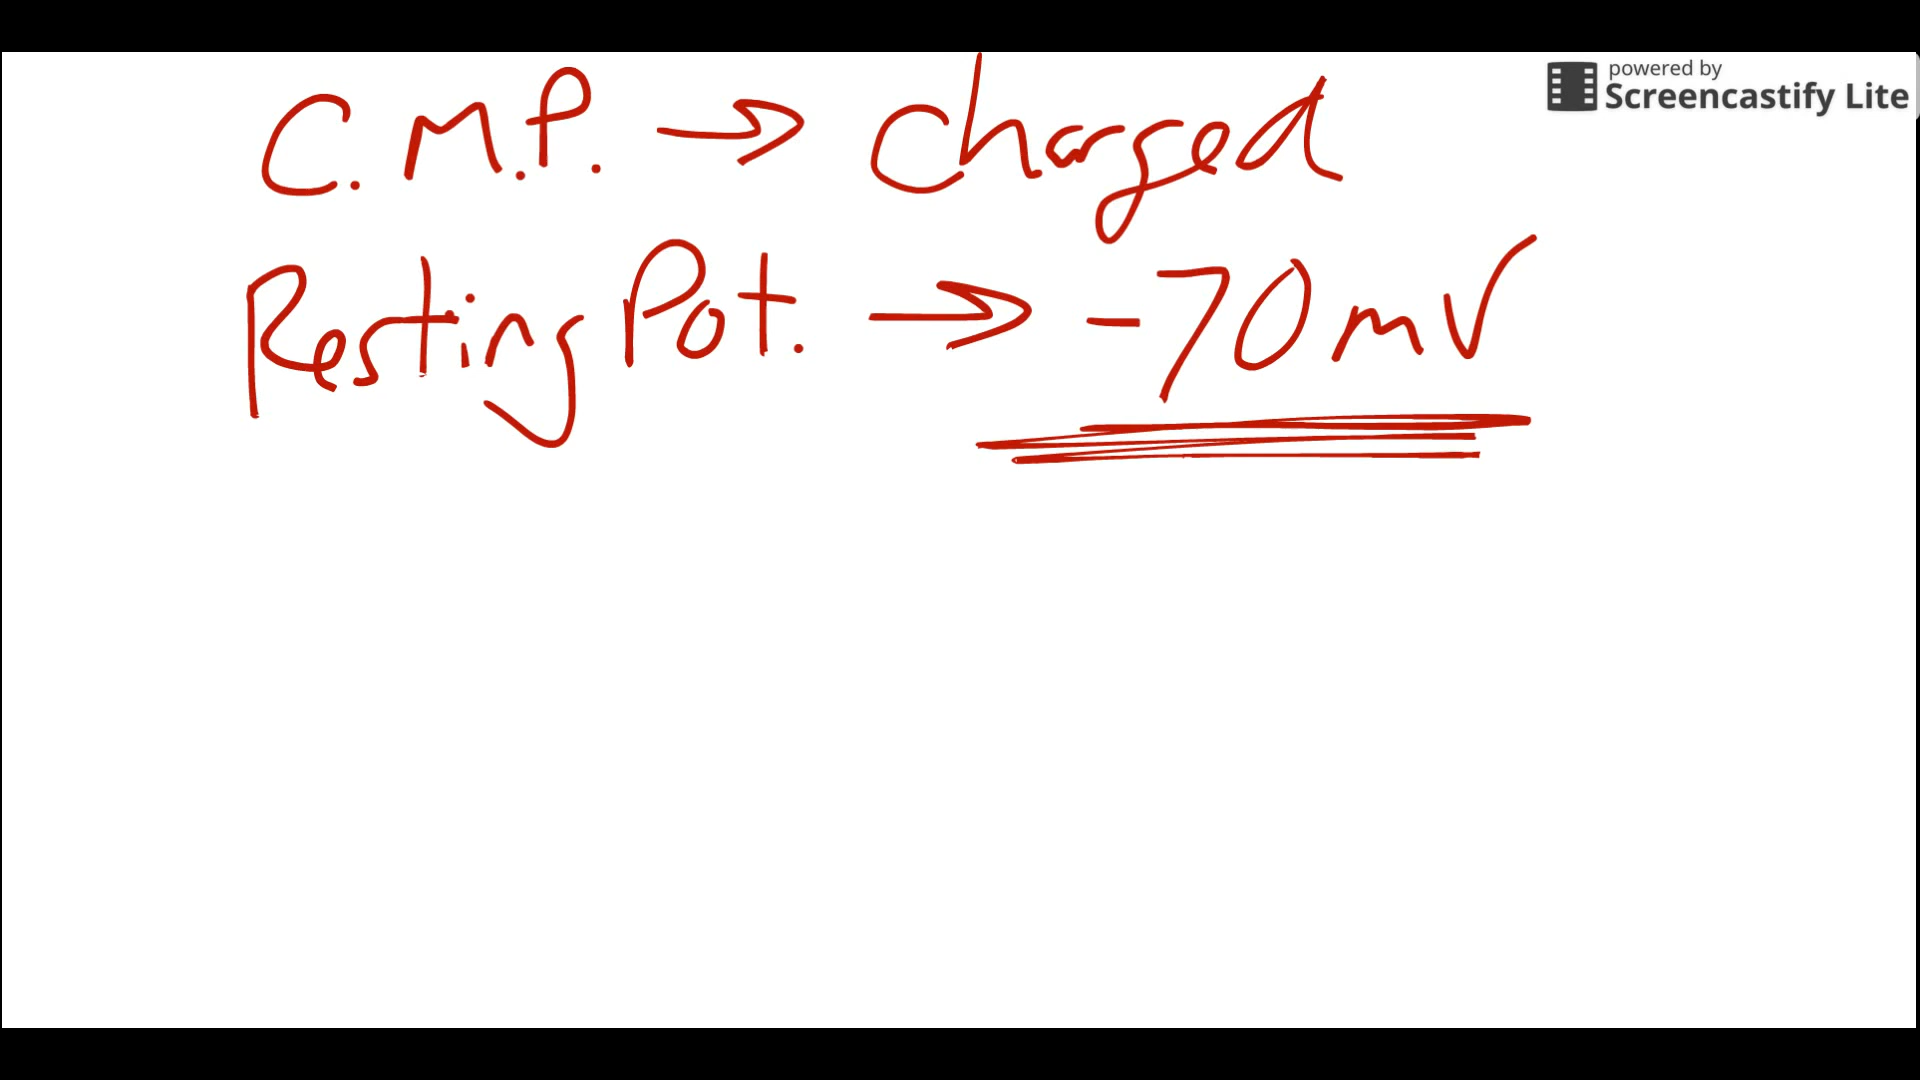 powered by
Screencastify Lite
C.M.P. → charged
Resting Pot. → -70mV